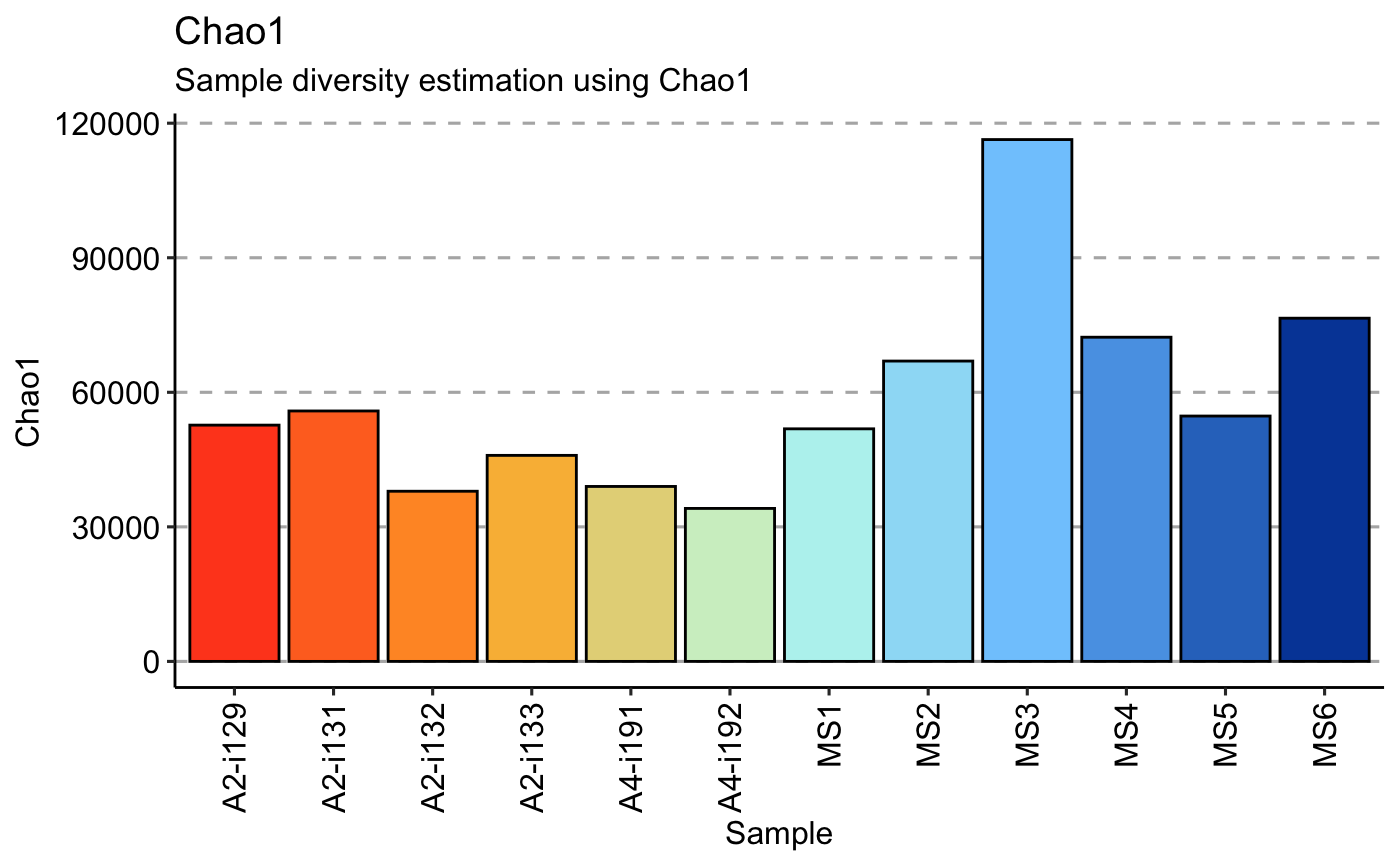 Chao1
Sample diversity estimation using Chao1
120000
90000
60000
30000
0
Chao1
A2-i129
A2-i131
A2-i132
A2-i133
A4-i191
A4-i192
MS1
MS2
MS3
MS4
MS5
MS6
Sample